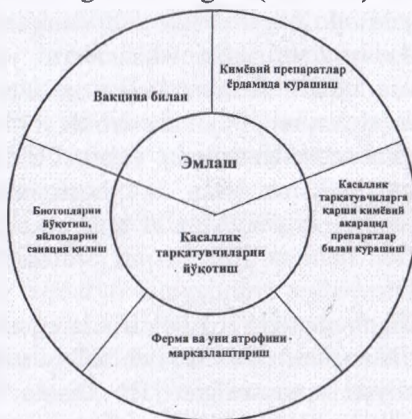 Кимёвий препаратлар
ёрдамида курашиш
Вакцина билан
Эмлаш
Биотопларни
йўқотиш,
яйловларни
санация қилиш
Касаллик
тарқатувчиларни
йўқотиш
Касаллик
тарқатувчиларга
қарши кимёвий
акарацид
препаратлар
билан курашиш
Ферма ва уни атрофини
марказлаштириш